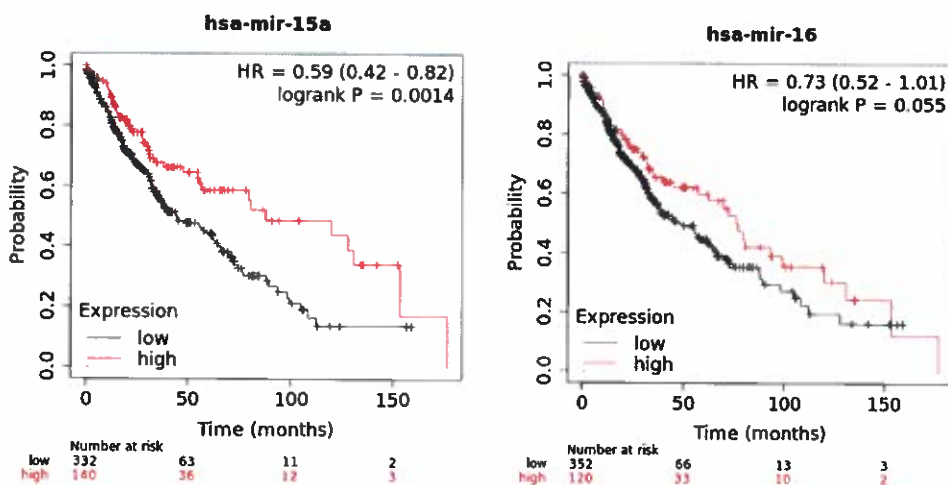 hsa-mir-15a
HR = 0.59 (0.42 - 0.82)
logrank P = 0.0014
Probability
1.0
0.8
0.6
0.4
0.2
0.0
Expression
low
high
0 50 100 150
Time (months)
Number at risk
low 332 63 11 2
high 140 36 12 3
hsa-mir-16
HR = 0.73 (0.52 - 1.01)
logrank P = 0.055
Probability
1.0
0.8
0.6
0.4
0.2
0.0
Expression
low
high
0 50 100 150
Time (months)
Number at risk
low 352 66 13 3
high 120 33 10 2